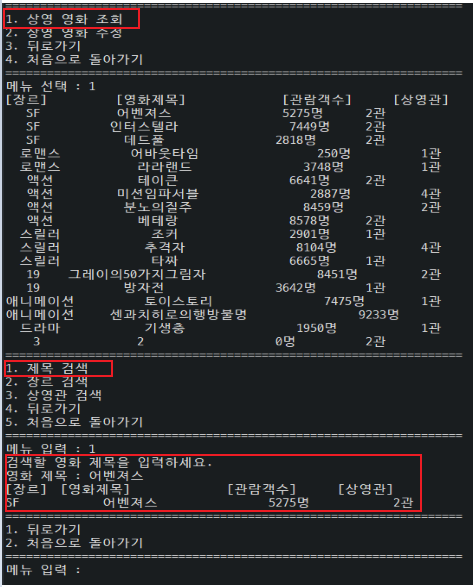 ================================================================
1. 상영 영화 조회
2. 상영 영화 수정
3. 뒤로가기
4. 처음으로 돌아가기
================================================================
메뉴 선택 : 1
[장르] [영화제목] [관람객수] [상영관]
SF 어벤져스 5275명 2관
SF 인터스텔라 7449명 2관
SF 데드풀 2818명 2관
로맨스 어바웃타임 250명 1관
로맨스 라라랜드 3748명 1관
액션 테이큰 6641명 2관
액션 미션임파서블 2887명 4관
액션 분노의질주 8459명 2관
액션 베테랑 8578명 2관
스릴러 조커 2901명 1관
스릴러 추격자 8104명 4관
스릴러 타짜 6665명 1관
19 그레이의50가지그림자 8451명 2관
19 방자전 3642명 1관
애니메이션 토이스토리 7475명 1관
애니메이션 센과치히로의행방불명 9233명
드라마 기생충 1950명 1관
3 2 0명 2관
================================================================
1. 제목 검색
2. 장르 검색
3. 상영관 검색
4. 뒤로가기
5. 처음으로 돌아가기
================================================================
메뉴 입력 : 1
검색할 영화 제목을 입력하세요.
영화 제목 : 어벤져스
[장르] [영화제목] [관람객수] [상영관]
SF 어벤져스 5275명 2관
================================================================
1. 뒤로가기
2. 처음으로 돌아가기
================================================================
메뉴 입력 :